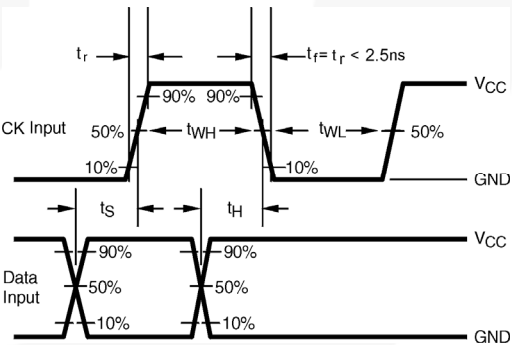 tr tf= tr < 2.5ns
VCC
90% 90%
CK Input 50% tWH tWL 50%
10% 10%
GND
tS tH
VCC
90% 90%
Data
Input
50% 50%
10% 10%
GND